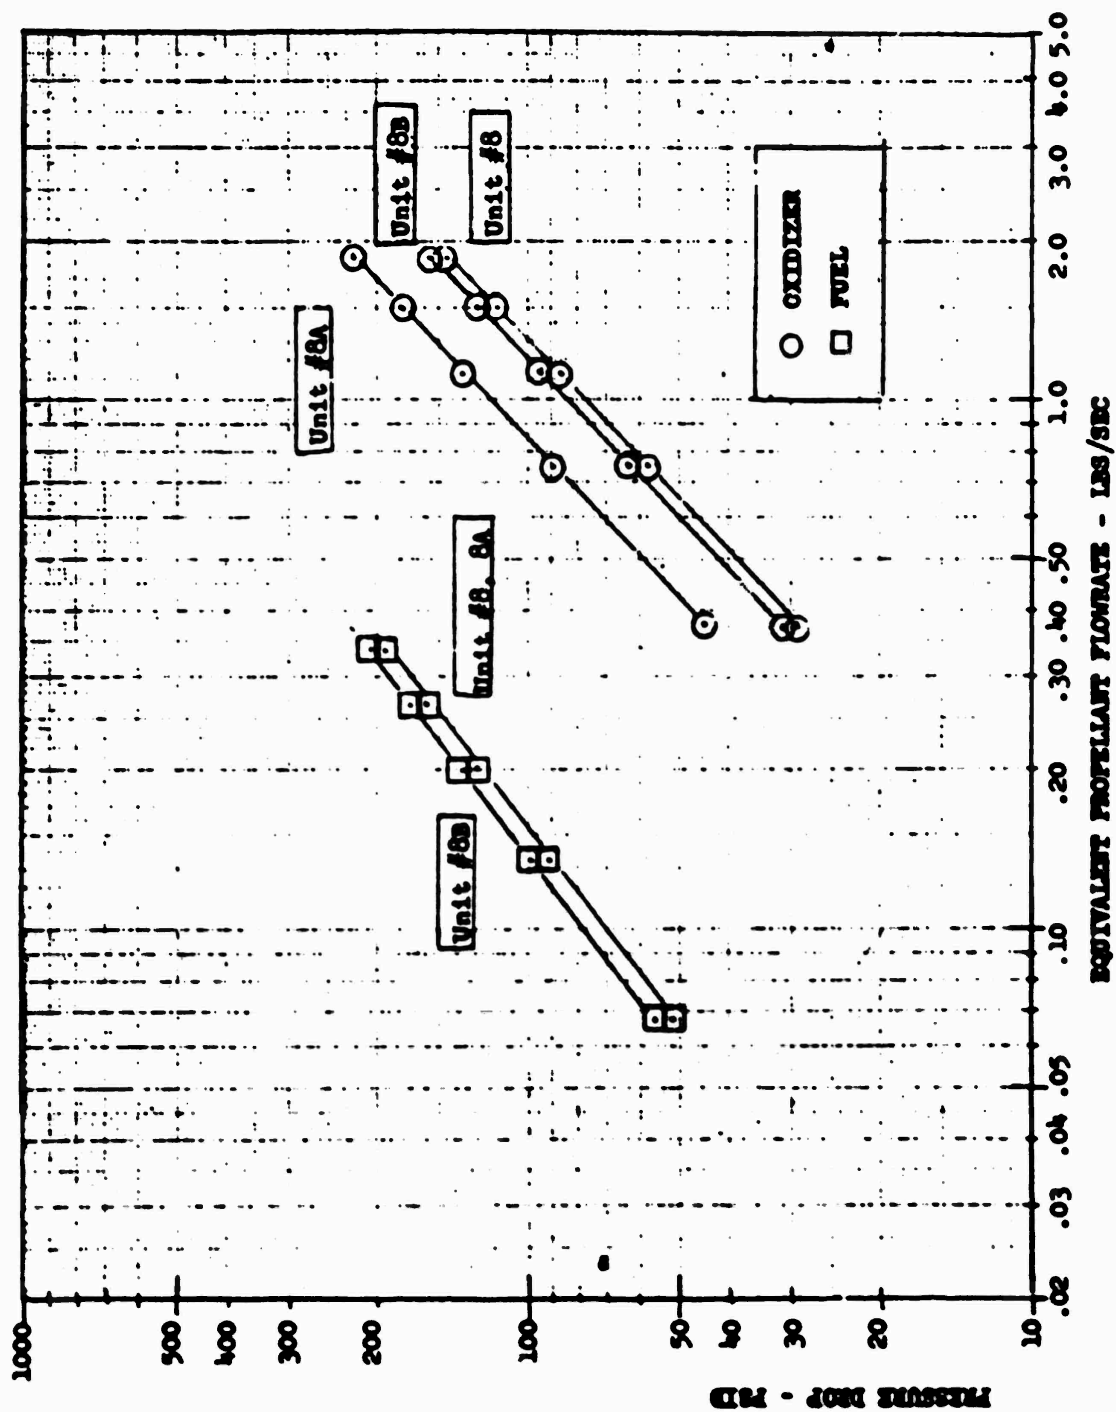 1000
500
400
300
200
100
50
40
30
20
10
PRESSURE DROP - PSID
.02
.03
.04
.05
.10
.20
.30
.40
.50
1.0
2.0
3.0
4.0
5.0
EQUIVALENT PROPELLANT FLOWRATE - LBS/SEC
Unit #8B
Unit #8, 8A
Unit #8A
Unit #8B
Unit #8
OXIDIZER
FUEL